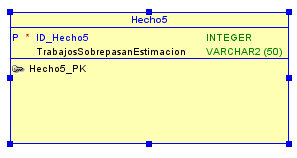 Hecho5
P * ID_Hecho5 INTEGER
TrabajosSobrepasanEstimacion VARCHAR2 (50)
Hecho5_PK